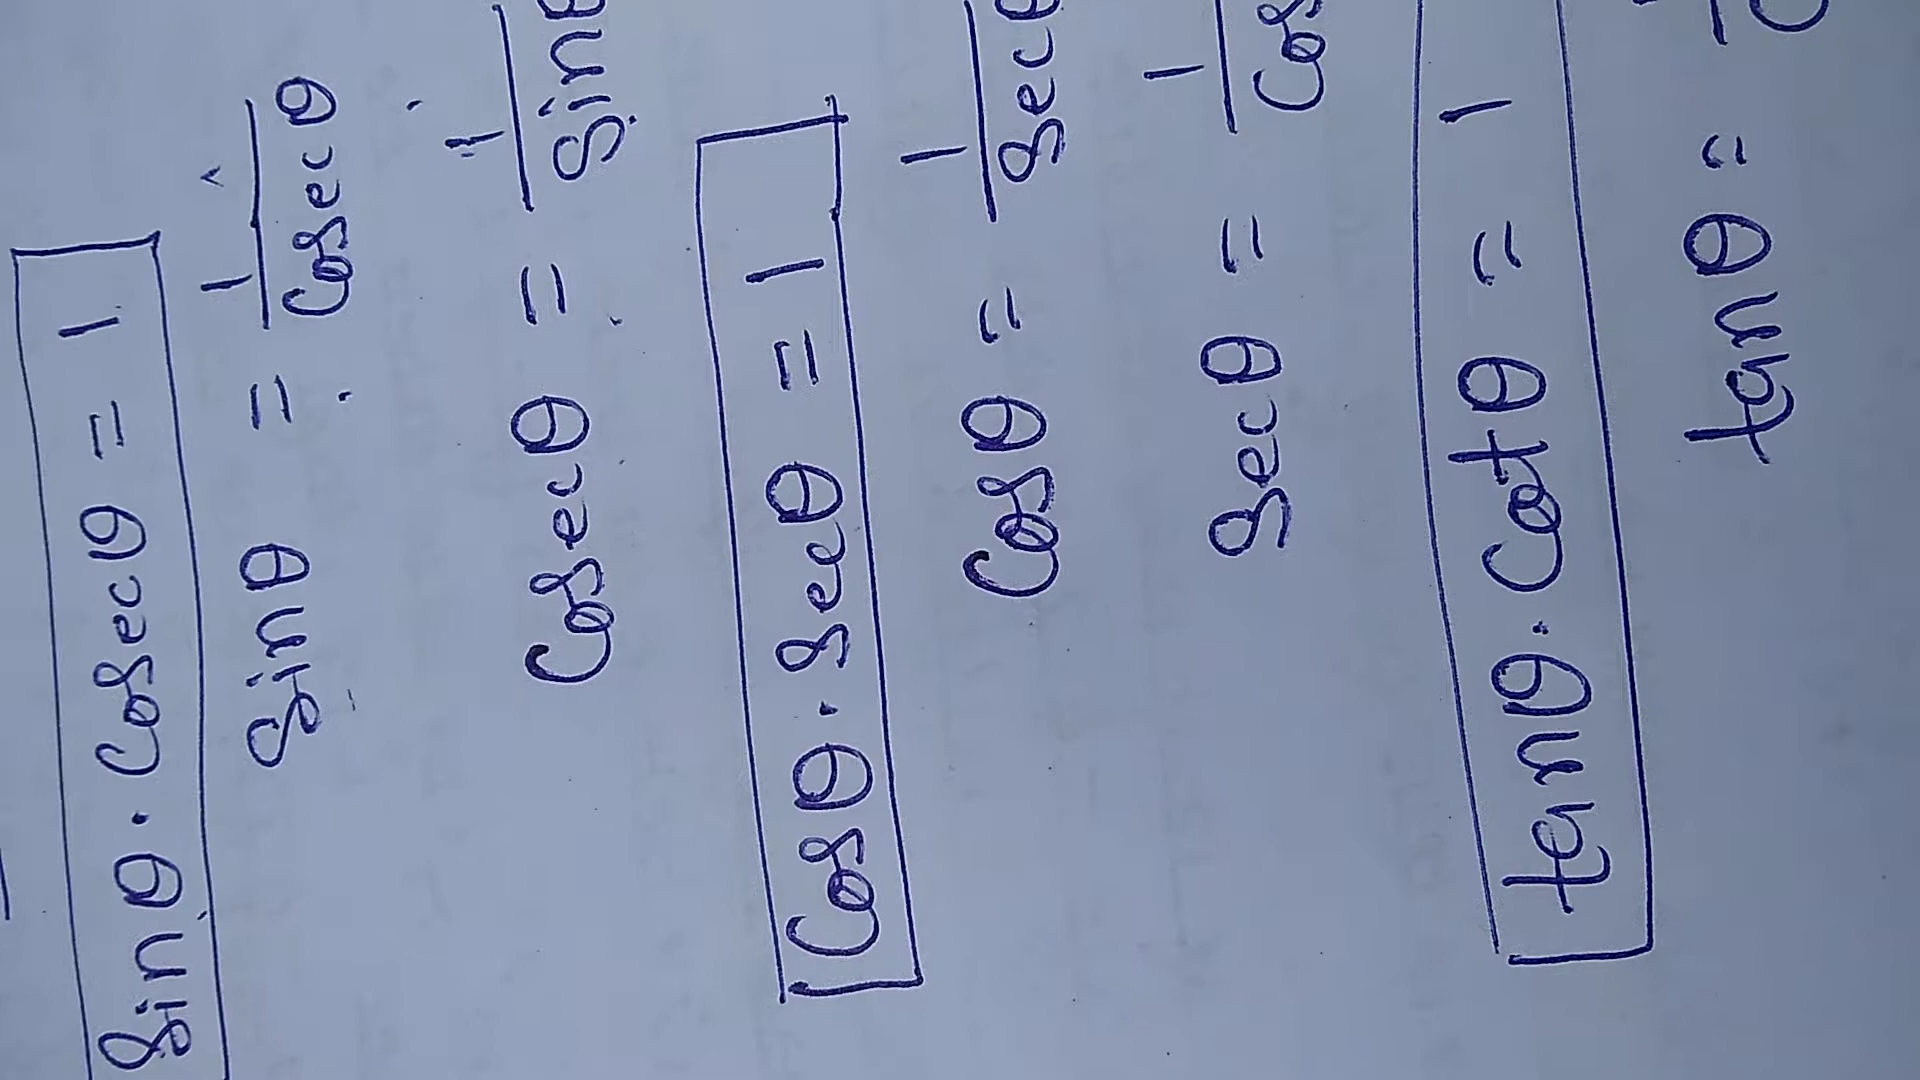 sinθ · cosecθ = 1
sinθ = 1/cosecθ
cosecθ = 1/sinθ
cosθ · secθ = 1
cosθ = 1/secθ
secθ = 1/cos
tanθ · cotθ = 1
tanθ =